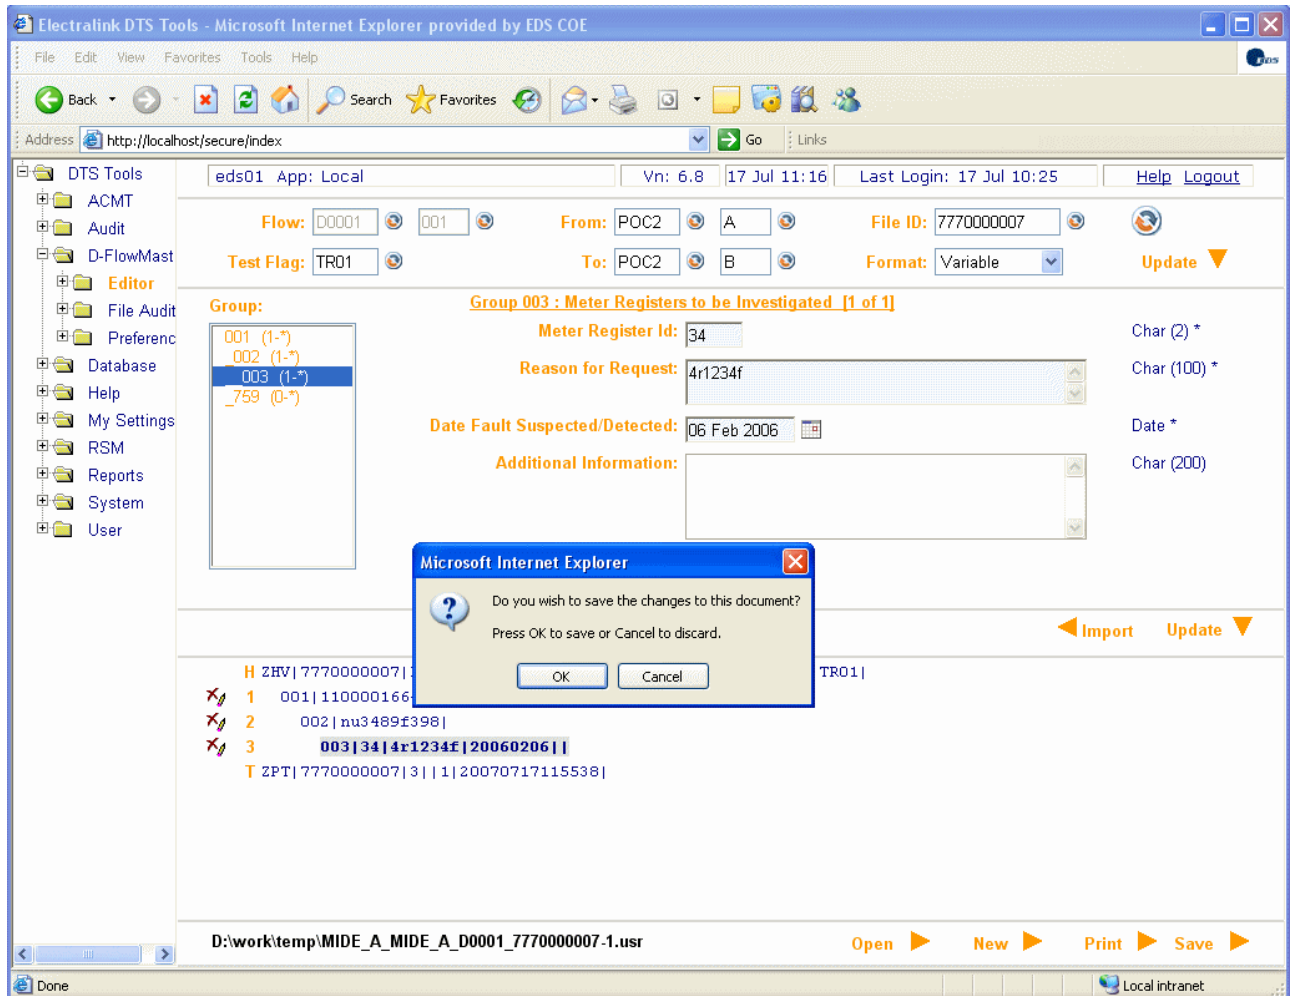 Electralink DTS Tools - Microsoft Internet Explorer provided by EDS COE
File Edit View Favorites Tools Help
EDS
Back Search Favorites
Address http://localhost/secure/index Go Links
DTS Tools
ACMT
Audit
D-FlowMast
Editor
File Audit
Preferenc
Database
Help
My Settings
RSM
Reports
System
User
eds01 App: Local Vn: 6.8 17 Jul 11:16 Last Login: 17 Jul 10:25 Help Logout
Flow: D0001 001 From: POC2 A File ID: 7770000007
Test Flag: TR01 To: POC2 B Format: Variable Update
Group: Group 003 : Meter Registers to be Investigated [1 of 1]
001 (1-*)
_002 (1-*)
__003 (1-*)
_759 (0-*)
Meter Register Id: 34 Char (2) *
Reason for Request: 4r1234f Char (100) *
Date Fault Suspected/Detected: 06 Feb 2006 Date *
Additional Information: Char (200)
Microsoft Internet Explorer
Do you wish to save the changes to this document?
Press OK to save or Cancel to discard.
OK Cancel
Import Update
H ZHV|7770000007| TR01|
1 001|110000166
2 002|nu3489f398|
3 003|34|4r1234f|20060206||
T ZPT|7770000007|3||1|20070717115538|
D:\work\temp\MIDE_A_MIDE_A_D0001_7770000007-1.usr Open New Print Save
Done Local intranet